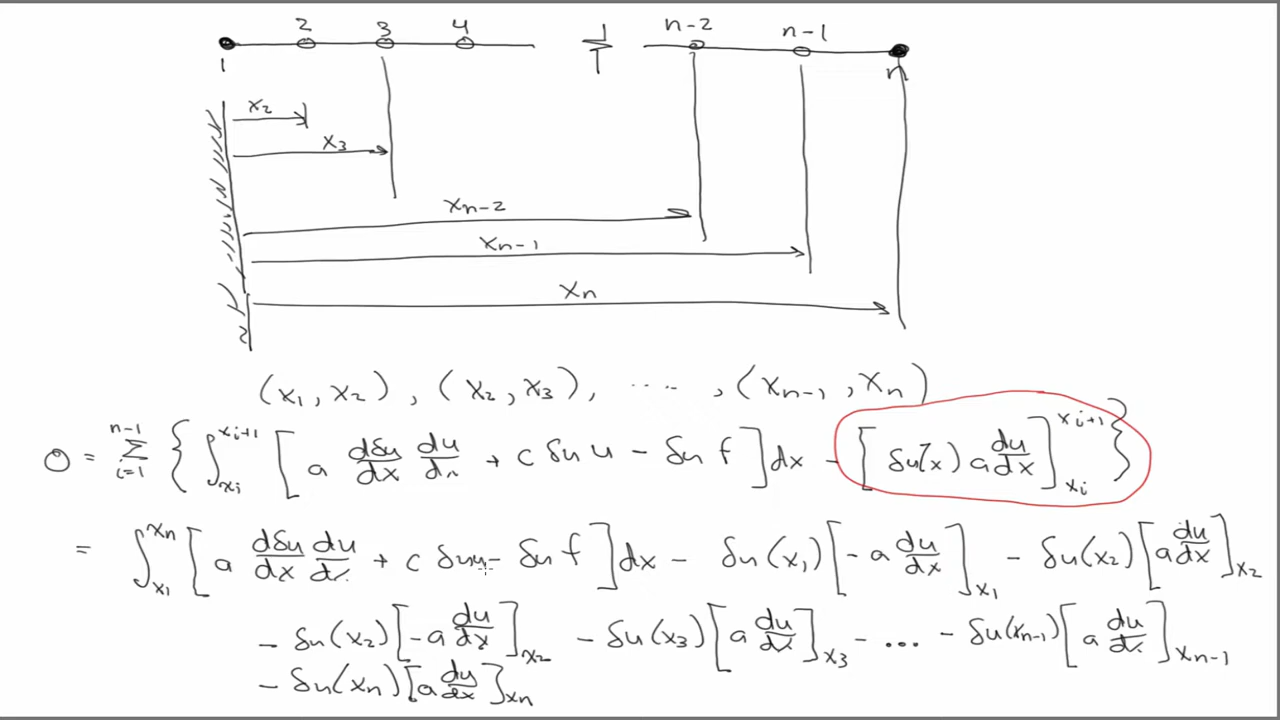 2 3 4 n-2 n-1
1 n
x₂
x₃
xₙ₋₂
xₙ₋₁
xₙ
(x₁, x₂), (x₂, x₃), ..... , (xₙ₋₁, xₙ)
0 = Σᵢ₌₁ⁿ⁻¹ { ∫_{xᵢ}^{xᵢ₊₁} [ a dδu/dx du/dx + c δu u - δu f ] dx - [ δu(x) a du/dx ]_{xᵢ}^{xᵢ₊₁} }
= ∫_{x₁}^{xₙ} [ a dδu/dx du/dx + c δu u - δu f ] dx - δu(x₁) [ -a du/dx ]_{x₁} - δu(x₂) [ a du/dx ]_{x₂}
- δu(x₂) [ -a du/dx ]_{x₂} - δu(x₃) [ a du/dx ]_{x₃} - ... - δu(xₙ₋₁) [ a du/dx ]_{xₙ₋₁}
- δu(xₙ) [ a du/dx ]_{xₙ}